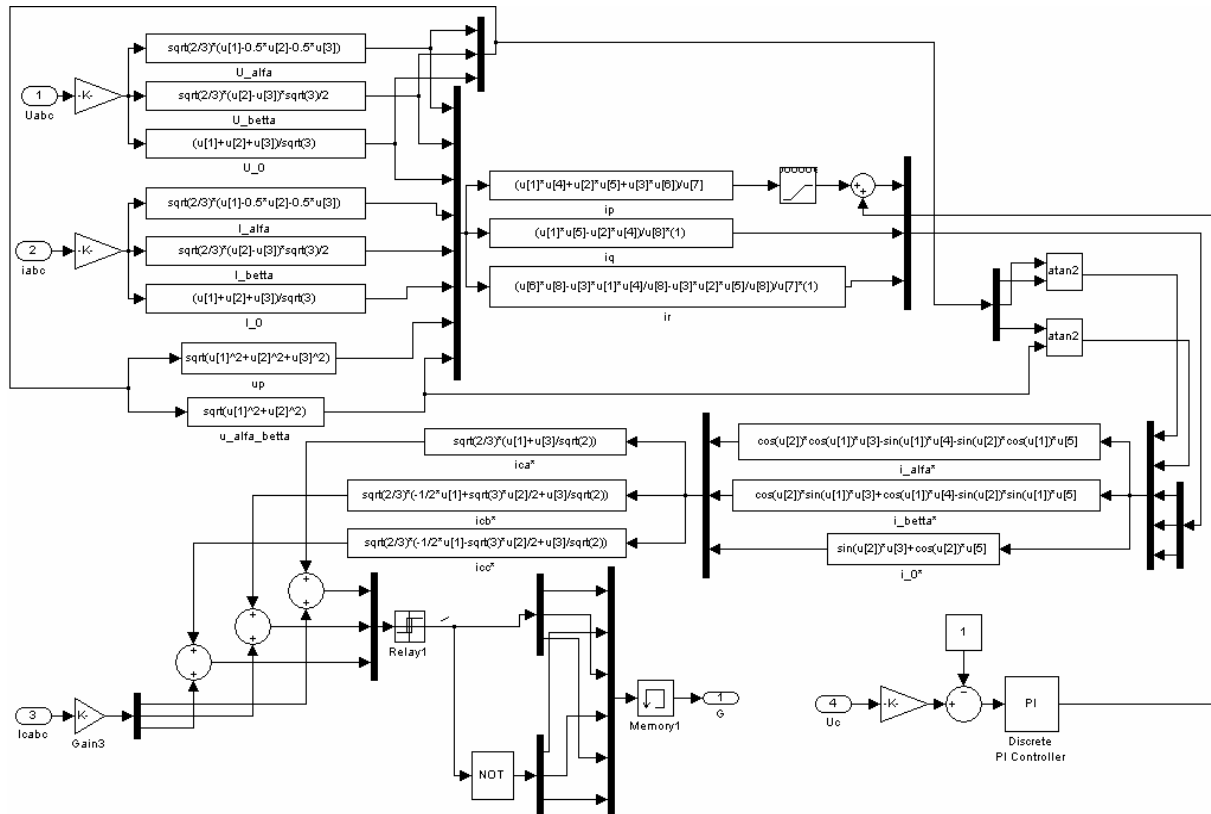 sqrt(2/3)*(u[1]-0.5*u[2]-0.5*u[3])
U_alfa
1
-K-
Uabc
sqrt(2/3)*(u[2]-u[3])*sqrt(3)/2
U_betta
(u[1]+u[2]+u[3])/sqrt(3)
U_0
sqrt(2/3)*(u[1]-0.5*u[2]-0.5*u[3])
I_alfa
2
-K-
iabc
sqrt(2/3)*(u[2]-u[3])*sqrt(3)/2
I_betta
(u[1]+u[2]+u[3])/sqrt(3)
I_0
(u[1]*u[4]+u[2]*u[5]+u[3]*u[6])/u[7]
ip
+
+
(u[1]*u[5]-u[2]*u[4])/u[8]*(1)
iq
(u[6]*u[8]-u[3]*u[1]*u[4]/u[8]-u[3]*u[2]*u[5]/u[8])/u[7]*(1)
ir
atan2
atan2
sqrt(u[1]^2+u[2]^2+u[3]^2)
up
sqrt(u[1]^2+u[2]^2)
u_alfa_betta
sqrt(2/3)*(u[1]+u[3]/sqrt(2))
ica*
cos(u[2])*cos(u[1])*u[3]-sin(u[1])*u[4]-sin(u[2])*cos(u[1])*u[5]
i_alfa*
sqrt(2/3)*(-1/2*u[1]+sqrt(3)*u[2]/2+u[3]/sqrt(2))
icb*
cos(u[2])*sin(u[1])*u[3]+cos(u[1])*u[4]-sin(u[2])*sin(u[1])*u[5]
i_betta*
sqrt(2/3)*(-1/2*u[1]-sqrt(3)*u[2]/2+u[3]/sqrt(2))
icc*
sin(u[2])*u[3]+cos(u[2])*u[5]
i_0*
+
+
+
+
+
+
Relay1
3
-K-
Icabc
Gain3
NOT
Memory1
1
G
1
4
-K-
Uc
−
+
PI
Discrete
PI Controller